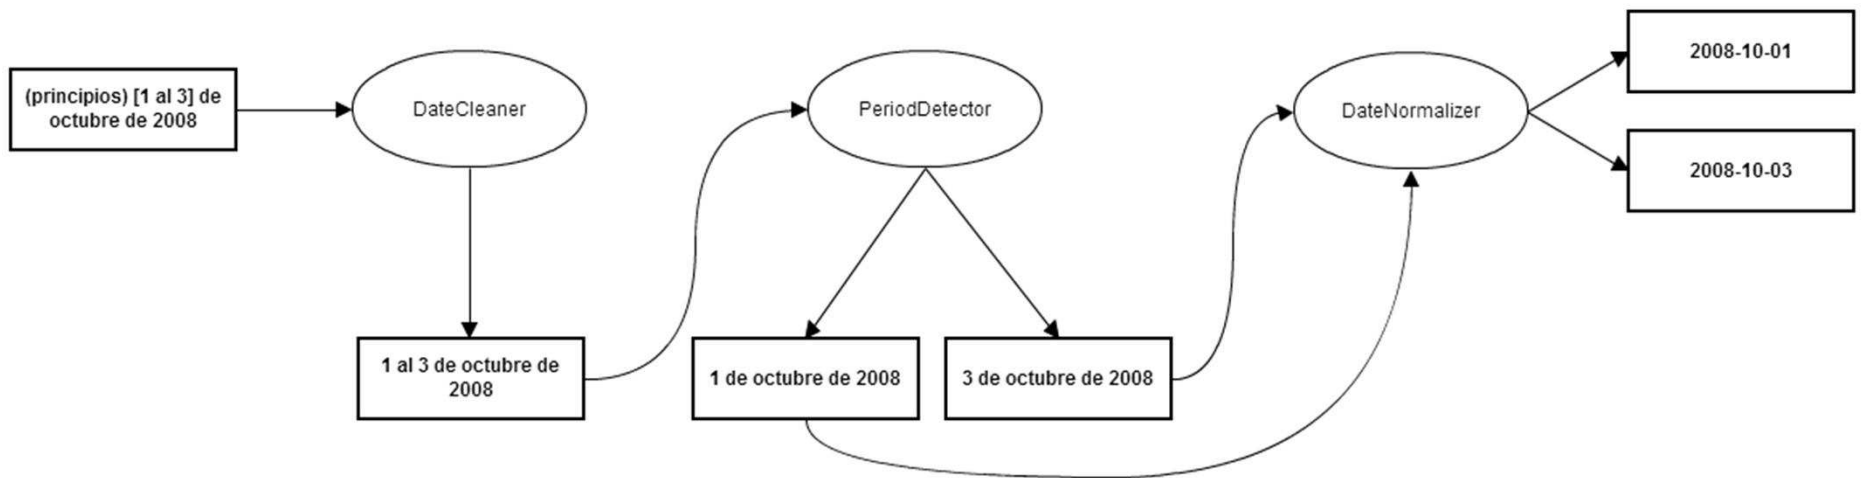 (principios) [1 al 3] de
octubre de 2008
DateCleaner
1 al 3 de octubre de
2008
PeriodDetector
1 de octubre de 2008
3 de octubre de 2008
DateNormalizer
2008-10-01
2008-10-03